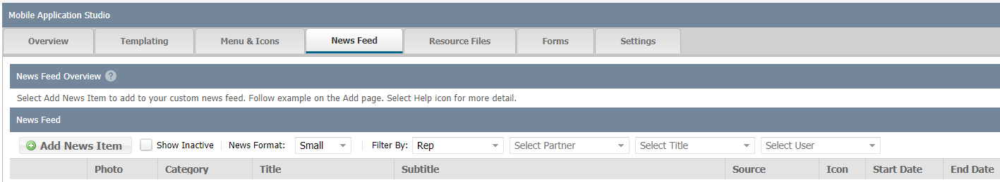 Mobile Application Studio
Overview Templating Menu & Icons News Feed Resource Files Forms Settings
News Feed Overview ?
Select Add News Item to add to your custom news feed. Follow example on the Add page. Select Help icon for more detail.
News Feed
Add News Item Show Inactive News Format: Small Filter By: Rep Select Partner Select Title Select User
Photo Category Title Subtitle Source Icon Start Date End Date